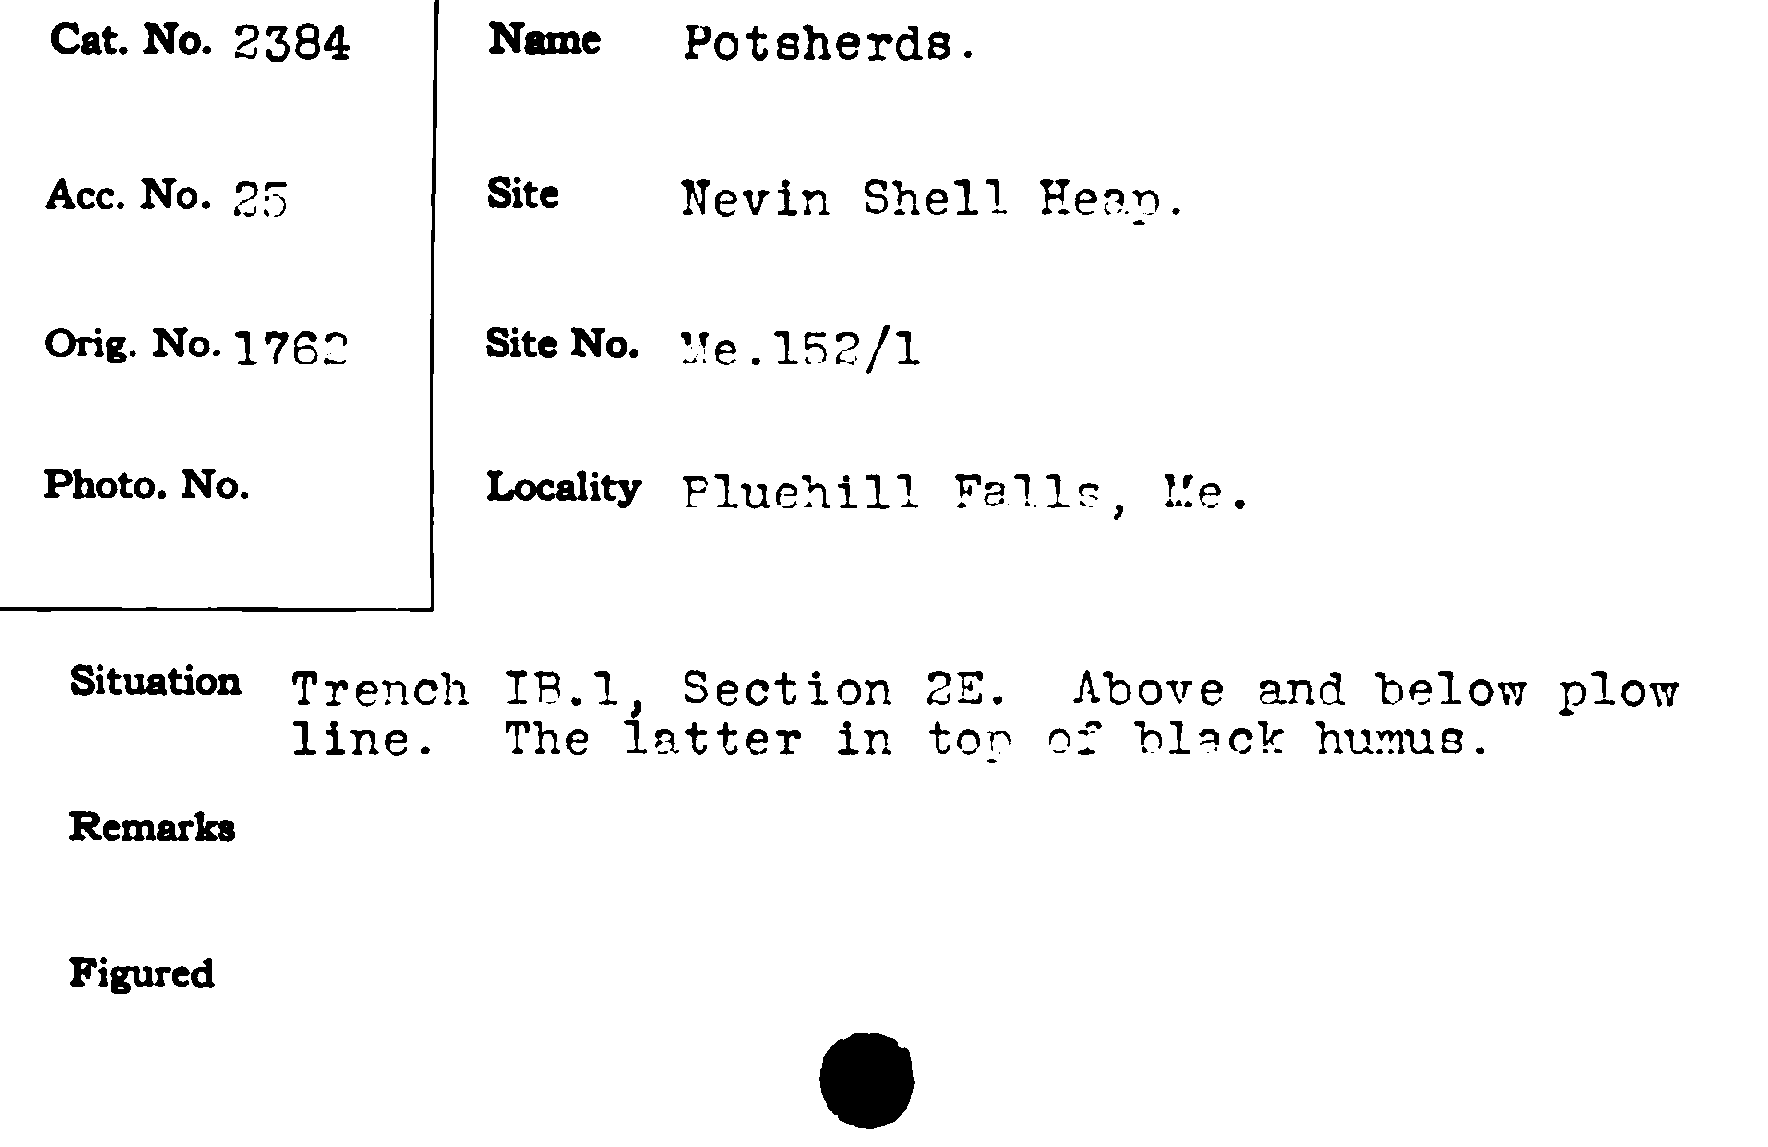 Cat. No. 2384
Name Potsherds.
Acc. No. 25
Site Nevin Shell Heap.
Orig. No. 1762
Site No. Me.152/1
Photo. No.
Locality Bluehill Falls, Me.
Situation Trench IB.1, Section 2E. Above and below plow
line. The latter in top of black humus.
Remarks
Figured